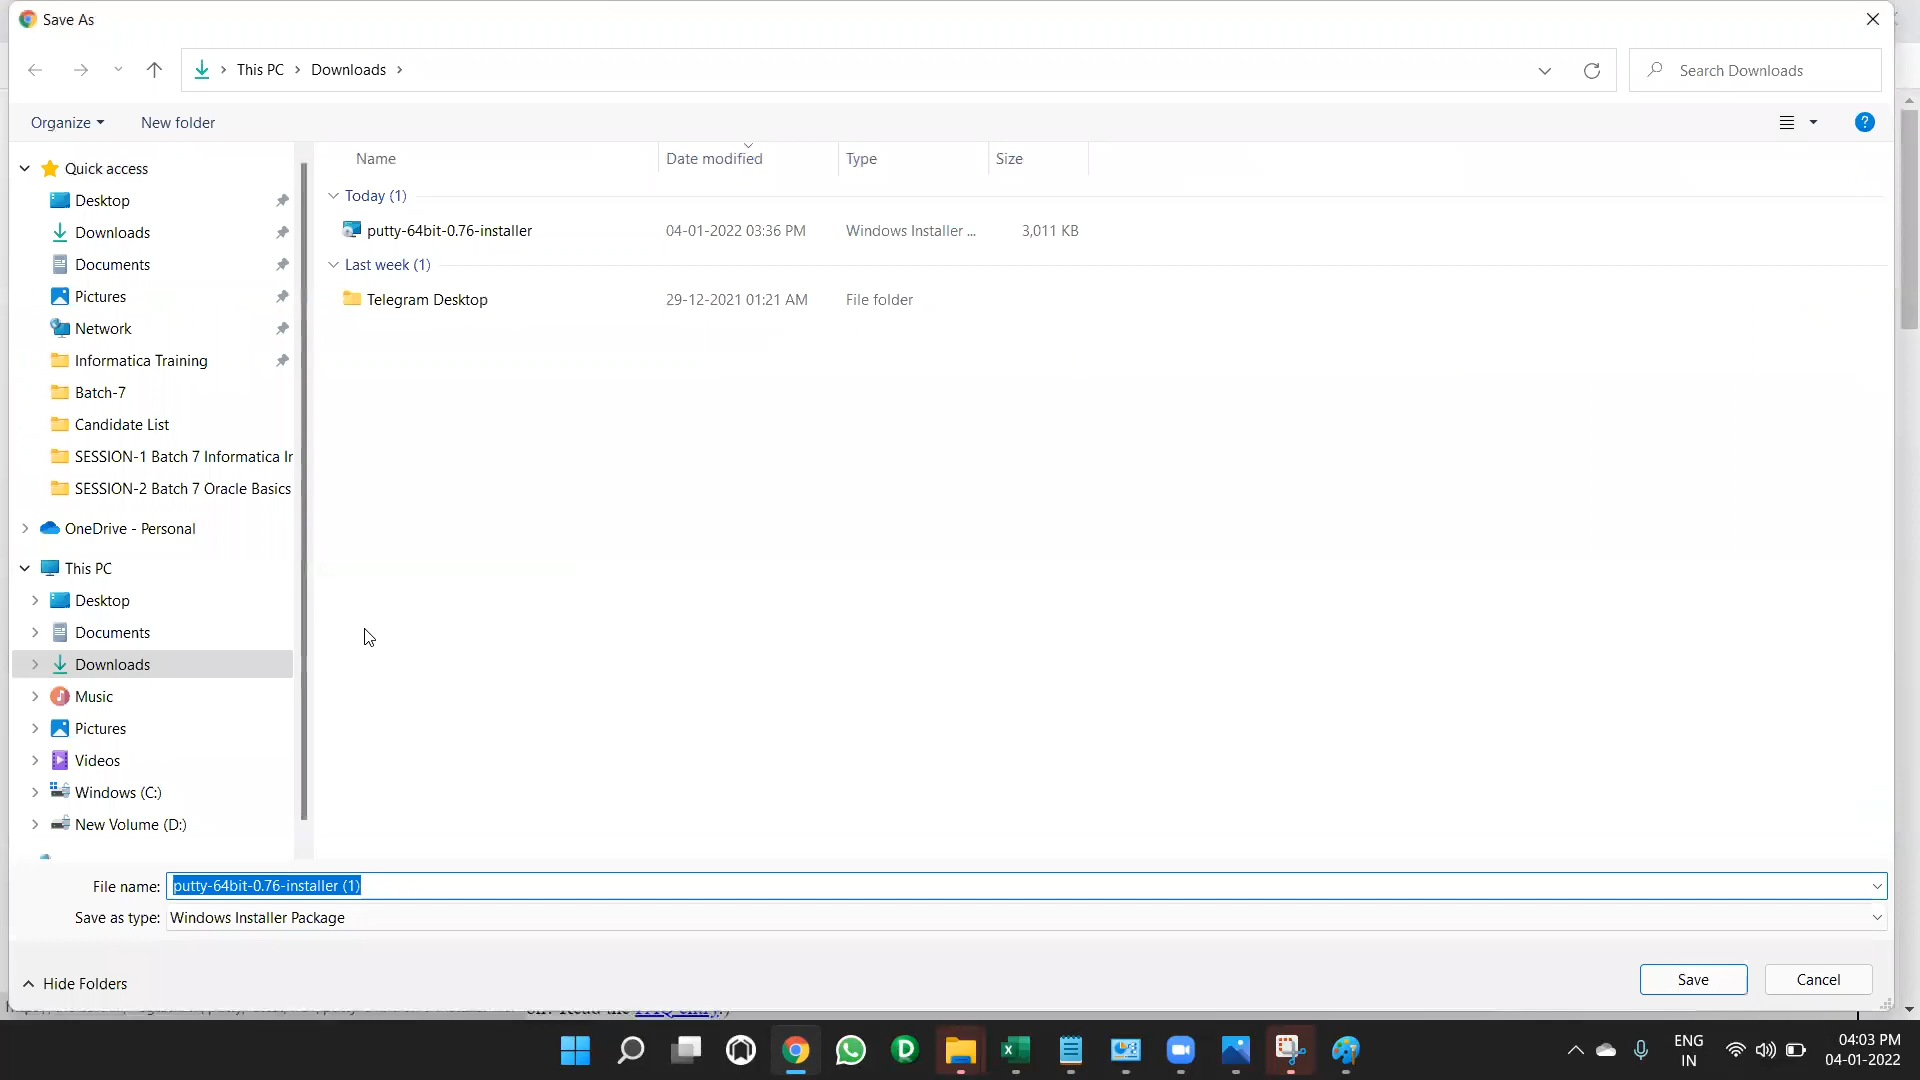 Save As
This PC > Downloads >
Search Downloads
Organize
New folder
?
Name
Date modified
Type
Size
Quick access
Desktop
Downloads
Documents
Pictures
Network
Informatica Training
Batch-7
Candidate List
SESSION-1 Batch 7 Informatica Ir
SESSION-2 Batch 7 Oracle Basics
OneDrive - Personal
This PC
Desktop
Documents
Downloads
Music
Pictures
Videos
Windows (C:)
New Volume (D:)
Today (1)
putty-64bit-0.76-installer 04-01-2022 03:36 PM Windows Installer ... 3,011 KB
Last week (1)
Telegram Desktop 29-12-2021 01:21 AM File folder
File name: putty-64bit-0.76-installer (1)
Save as type: Windows Installer Package
Hide Folders
Save
Cancel
FAQ entry.)
ENG
IN
04:03 PM
04-01-2022